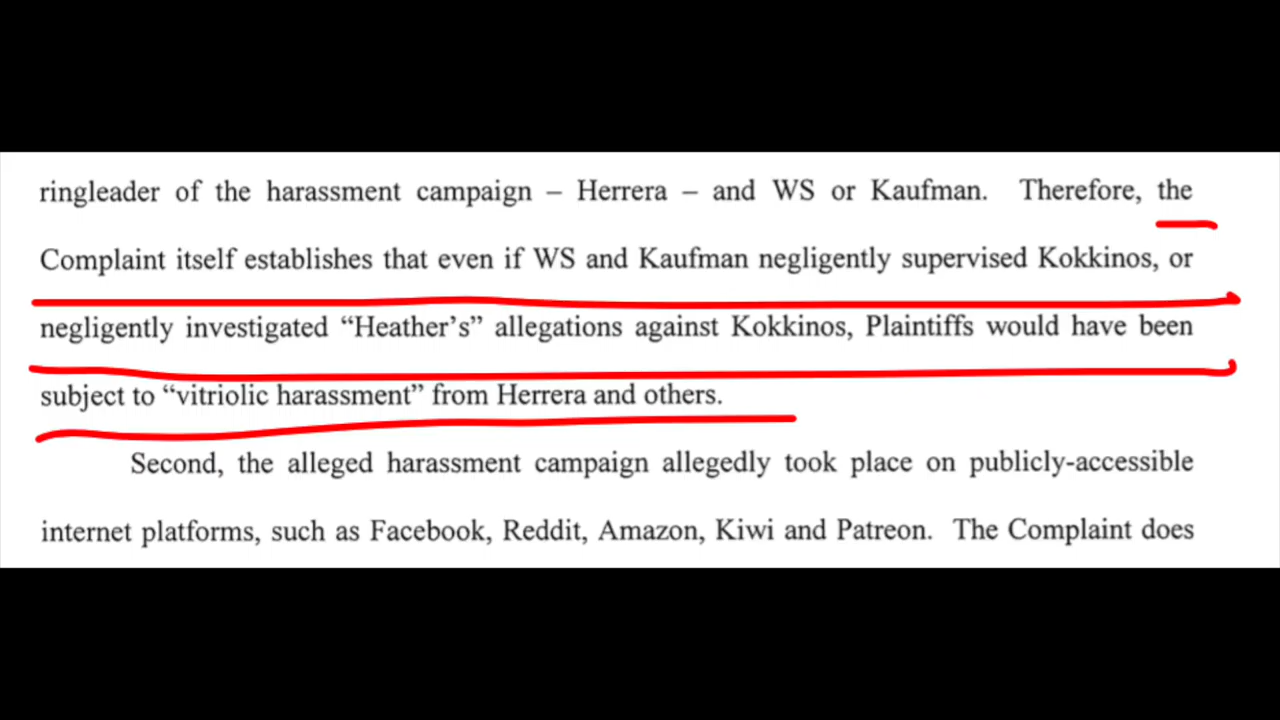 ringleader of the harassment campaign – Herrera – and WS or Kaufman. Therefore, the
Complaint itself establishes that even if WS and Kaufman negligently supervised Kokkinos, or
negligently investigated “Heather’s” allegations against Kokkinos, Plaintiffs would have been
subject to “vitriolic harassment” from Herrera and others.
Second, the alleged harassment campaign allegedly took place on publicly-accessible
internet platforms, such as Facebook, Reddit, Amazon, Kiwi and Patreon. The Complaint does